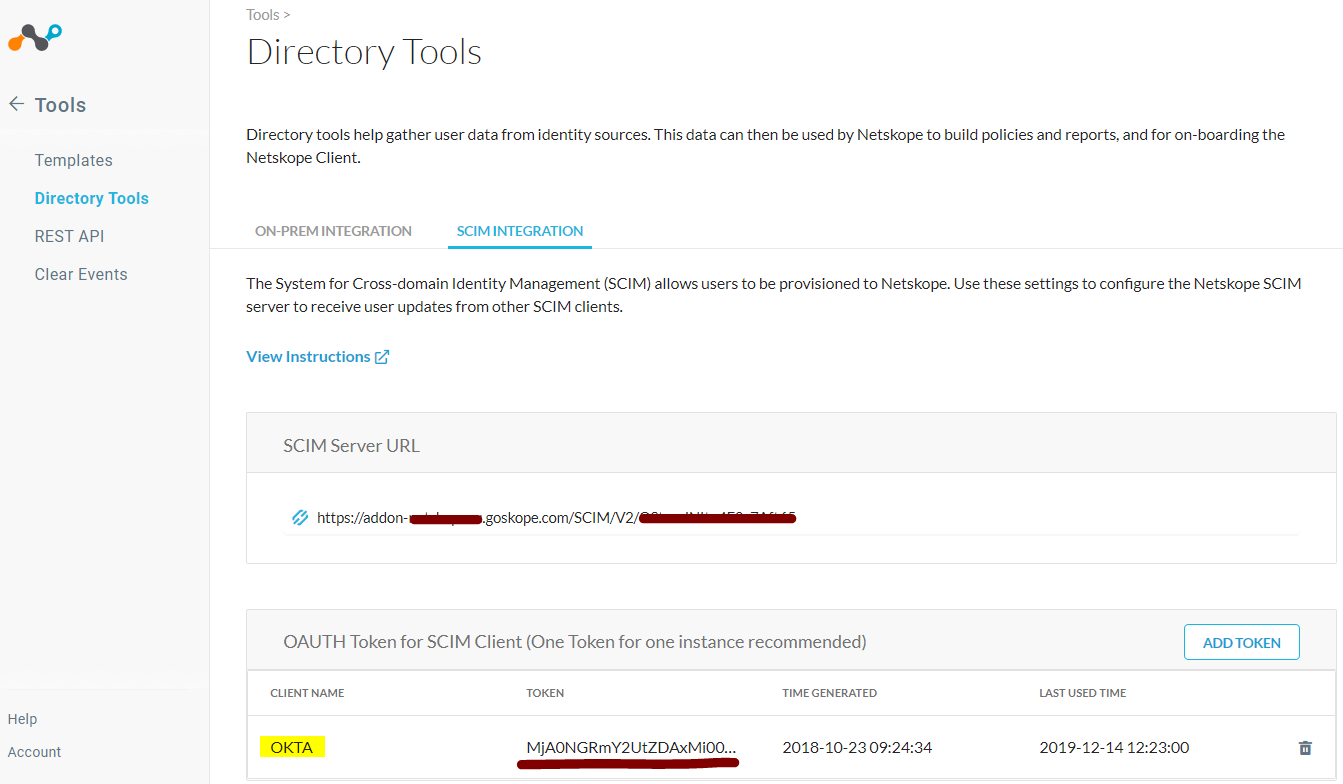 Tools >
Directory Tools
Tools
Templates
Directory Tools
REST API
Clear Events
Help
Account
Directory tools help gather user data from identity sources. This data can then be used by Netskope to build policies and reports, and for on-boarding the
Netskope Client.
ON-PREM INTEGRATION SCIM INTEGRATION
The System for Cross-domain Identity Management (SCIM) allows users to be provisioned to Netskope. Use these settings to configure the Netskope SCIM
server to receive user updates from other SCIM clients.
View Instructions
SCIM Server URL
https://addon- .goskope.com/SCIM/V2/
OAUTH Token for SCIM Client (One Token for one instance recommended) ADD TOKEN
CLIENT NAME TOKEN TIME GENERATED LAST USED TIME
OKTA MjA0NGRmY2UtZDAxMi00... 2018-10-23 09:24:34 2019-12-14 12:23:00